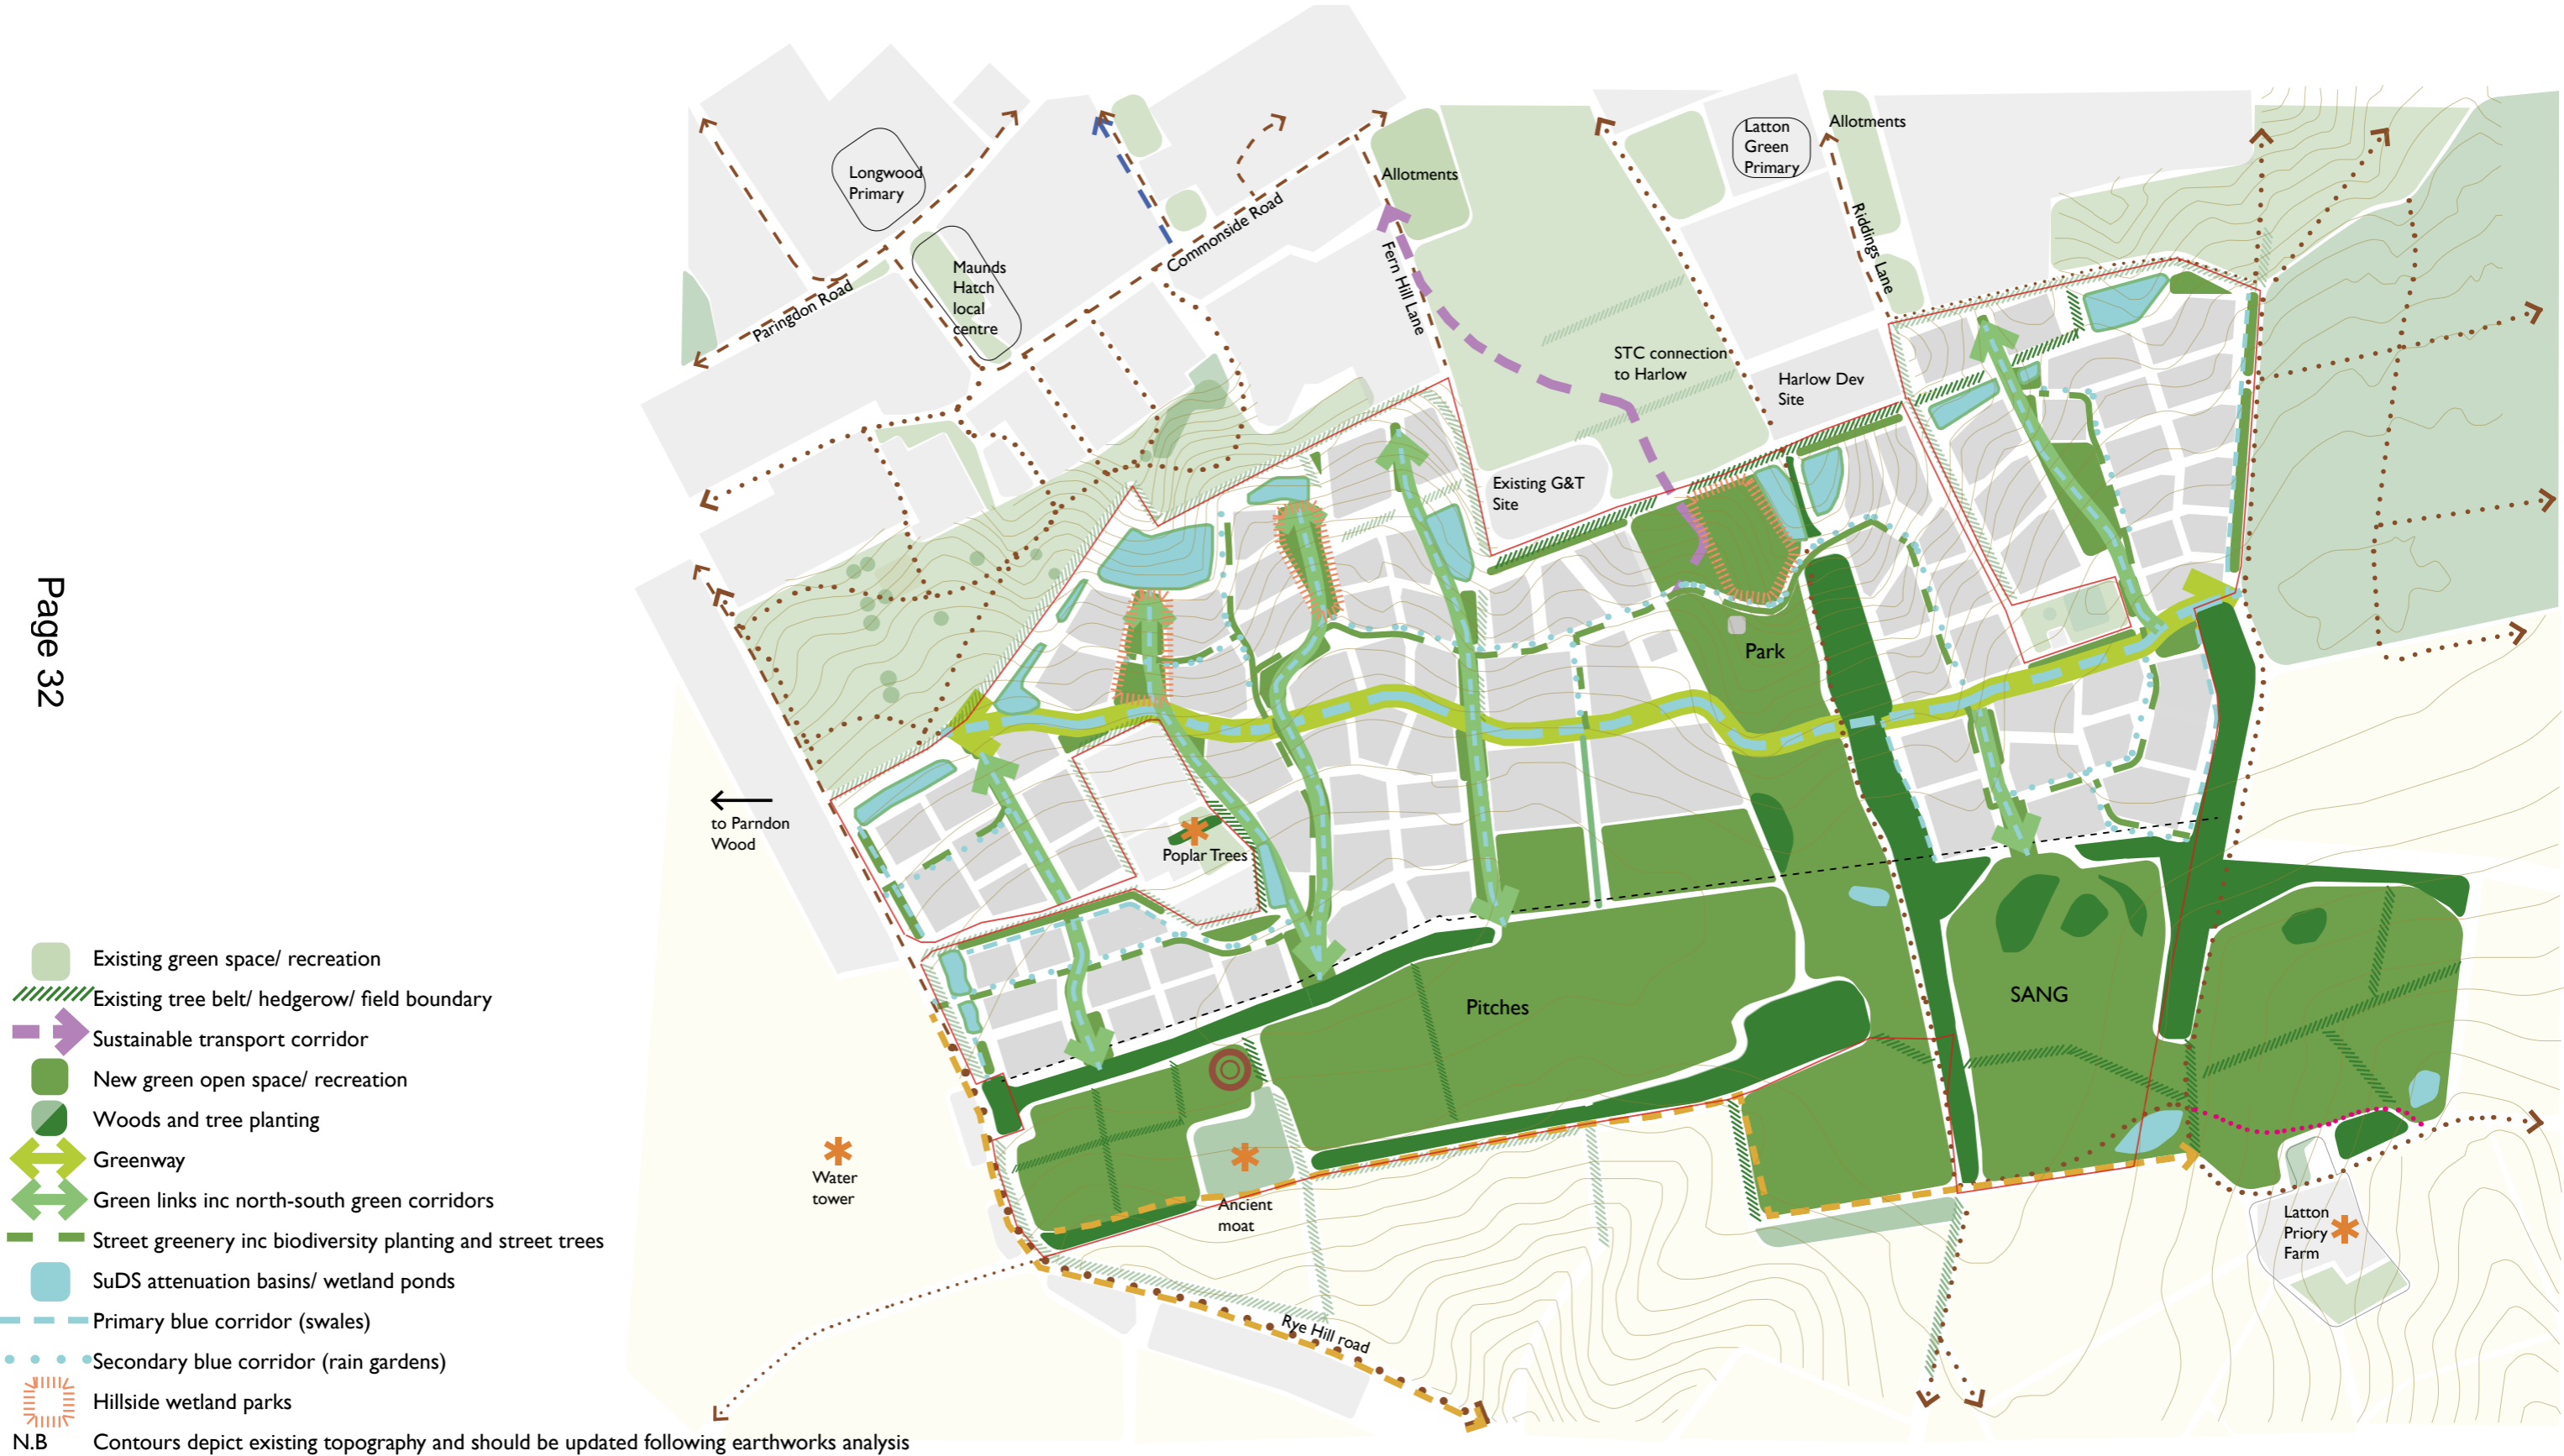 Longwood
Primary
Maunds
Hatch
local
centre
Paringdon Road
Commonside Road
Allotments
Fern Hill Lane
Latton
Green
Primary
Allotments
Riddings Lane
STC connection
to Harlow
Harlow Dev
Site
Existing G&T
Site
Park
Page 32
to Parndon
Wood
Poplar Trees
Pitches
SANG
Water
tower
Ancient
moat
Latton
Priory
Farm
Rye Hill road
Existing green space/ recreation
Existing tree belt/ hedgerow/ field boundary
Sustainable transport corridor
New green open space/ recreation
Woods and tree planting
Greenway
Green links inc north-south green corridors
Street greenery inc biodiversity planting and street trees
SuDS attenuation basins/ wetland ponds
Primary blue corridor (swales)
Secondary blue corridor (rain gardens)
Hillside wetland parks
N.B Contours depict existing topography and should be updated following earthworks analysis